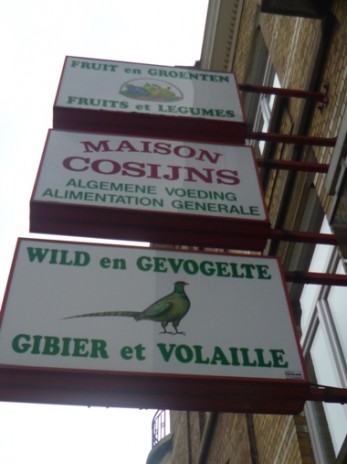 FRUIT en GROENTEN
FRUITS et LEGUMES
MAISON
COSIJNS
ALGEMENE VOEDING
ALIMENTATION GENERALE
WILD en GEVOGELTE
GIBIER et VOLAILLE